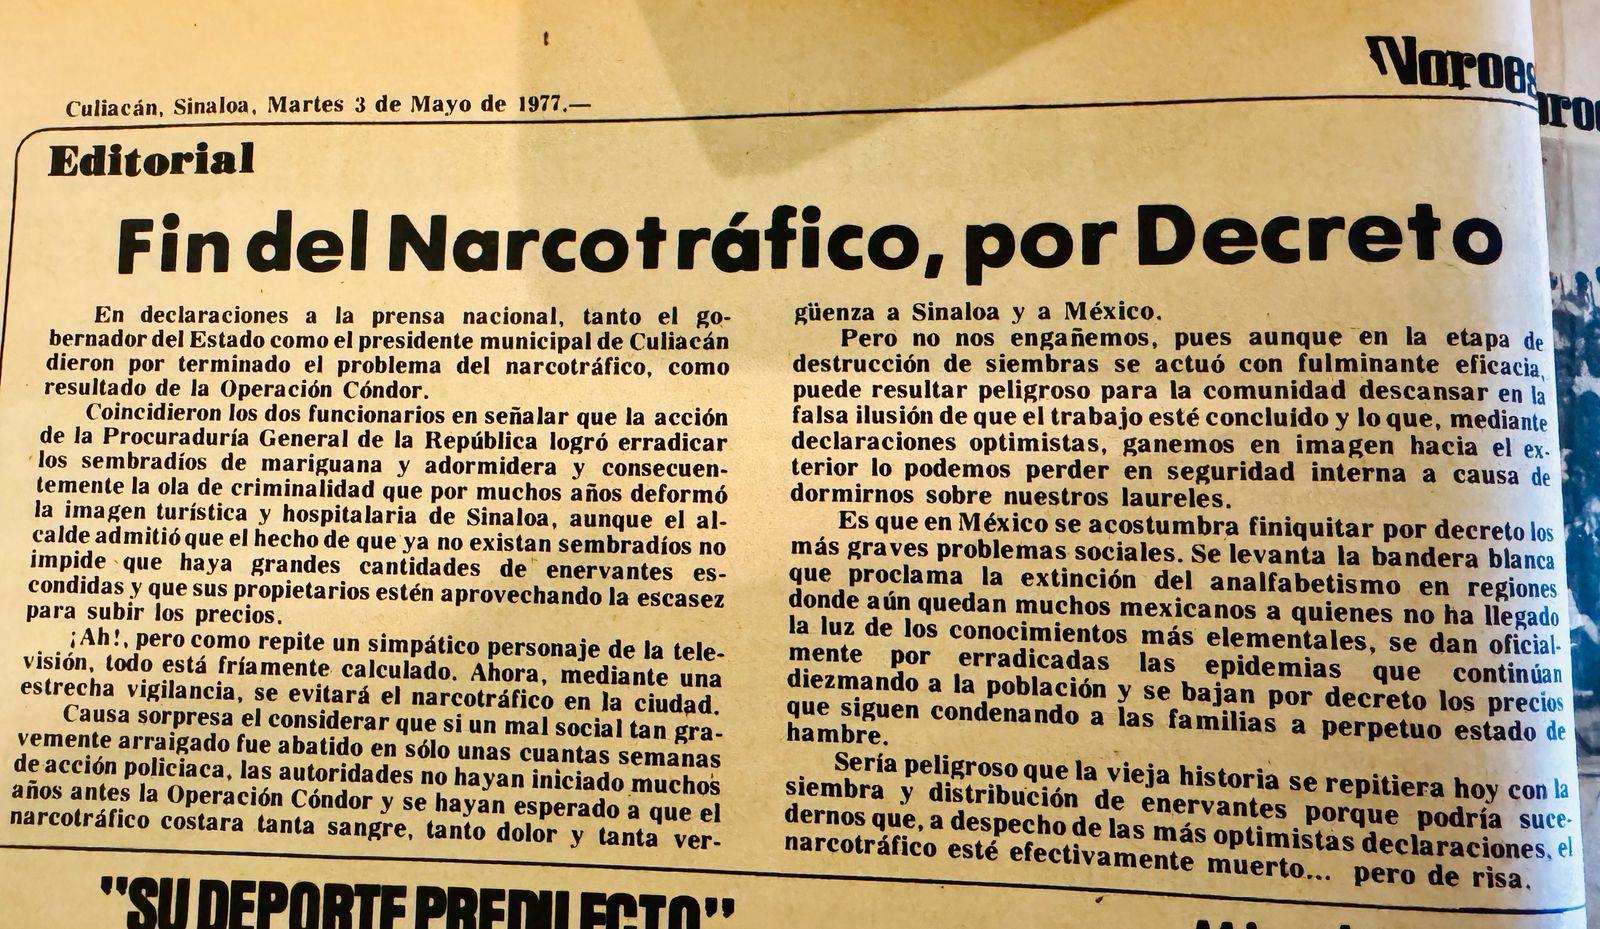 Culiacán, Sinaloa, Martes 3 de Mayo de 1977.—
Noroes
Editorial
Fin del Narcotráfico, por Decreto
En declaraciones a la prensa nacional, tanto el go-
bernador del Estado como el presidente municipal de Culiacán
dieron por terminado el problema del narcotráfico, como
resultado de la Operación Cóndor.
Coincidieron los dos funcionarios en señalar que la acción
de la Procuraduría General de la República logró erradicar
los sembradíos de mariguana y adormidera y consecuen-
temente la ola de criminalidad que por muchos años deformó
la imagen turística y hospitalaria de Sinaloa, aunque el al-
calde admitió que el hecho de que ya no existan sembradíos no
impide que haya grandes cantidades de enervantes es-
condidas y que sus propietarios estén aprovechando la escasez
para subir los precios.
¡Ah!, pero como repite un simpático personaje de la tele-
visión, todo está fríamente calculado. Ahora, mediante una
estrecha vigilancia, se evitará el narcotráfico en la ciudad.
Causa sorpresa el considerar que si un mal social tan gra-
vemente arraigado fue abatido en sólo unas cuantas semanas
de acción policiaca, las autoridades no hayan iniciado muchos
años antes la Operación Cóndor y se hayan esperado a que el
narcotráfico costara tanta sangre, tanto dolor y tanta ver-
güenza a Sinaloa y a México.
Pero no nos engañemos, pues aunque en la etapa de
destrucción de siembras se actuó con fulminante eficacia,
puede resultar peligroso para la comunidad descansar en la
falsa ilusión de que el trabajo esté concluído y lo que, mediante
declaraciones optimistas, ganemos en imagen hacia el ex-
terior lo podemos perder en seguridad interna a causa de
dormirnos sobre nuestros laureles.
Es que en México se acostumbra finiquitar por decreto los
más graves problemas sociales. Se levanta la bandera blanca
que proclama la extinción del analfabetismo en regiones
donde aún quedan muchos mexicanos a quienes no ha llegado
la luz de los conocimientos más elementales, se dan oficial-
mente por erradicadas las epidemias que continúan
diezmando a la población y se bajan por decreto los precios
que siguen condenando a las familias a perpetuo estado de
hambre.
Sería peligroso que la vieja historia se repitiera hoy con la
siembra y distribución de enervantes porque podría suce-
dernos que, a despecho de las más optimistas declaraciones, el
narcotráfico esté efectivamente muerto... pero de risa.
"SU DEPORTE PREDILECTO"